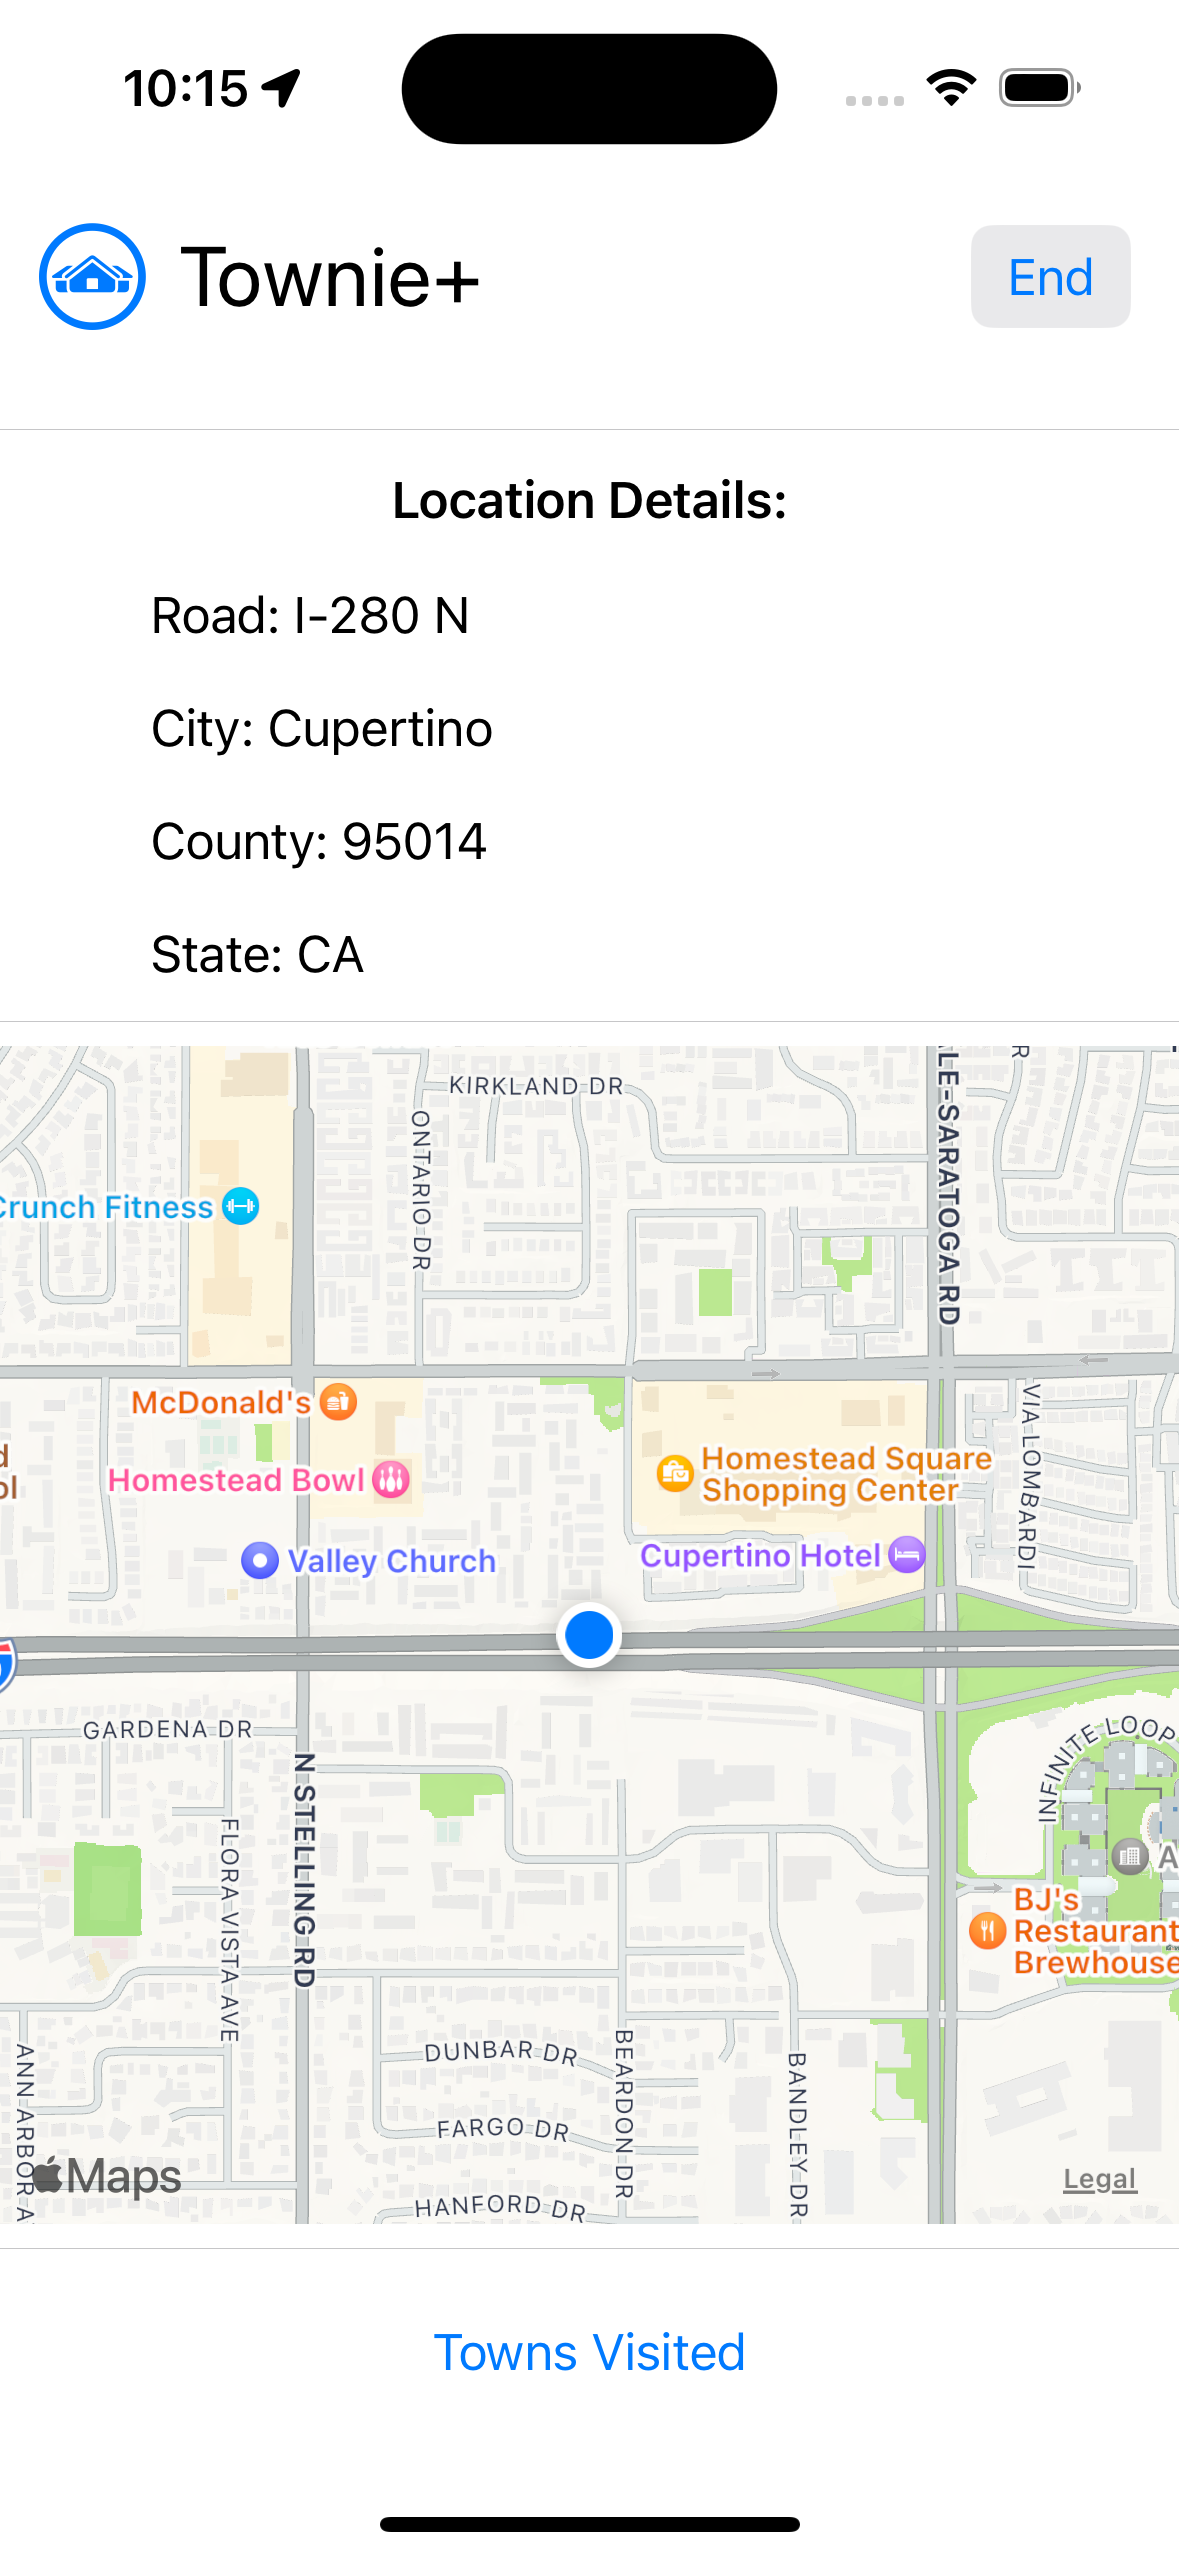 10:15
Townie+
End
Location Details:
Road: I-280 N
City: Cupertino
County: 95014
State: CA
KIRKLAND DR
ONTARIO DR
LE-SARATOGA RD
R
Crunch Fitness
McDonald's
Homestead Bowl
Homestead Square
Shopping Center
VIA LOMBARDI
Valley Church
Cupertino Hotel
GARDENA DR
N STELLING RD
FLORA VISTA AVE
INFINITE LOOP
A
BJ's
Restaurant
Brewhouse
DUNBAR DR
BEARDON DR
BANDLEY DR
ANN ARBOR A
FARGO DR
HANFORD DR
Maps
Legal
Towns Visited